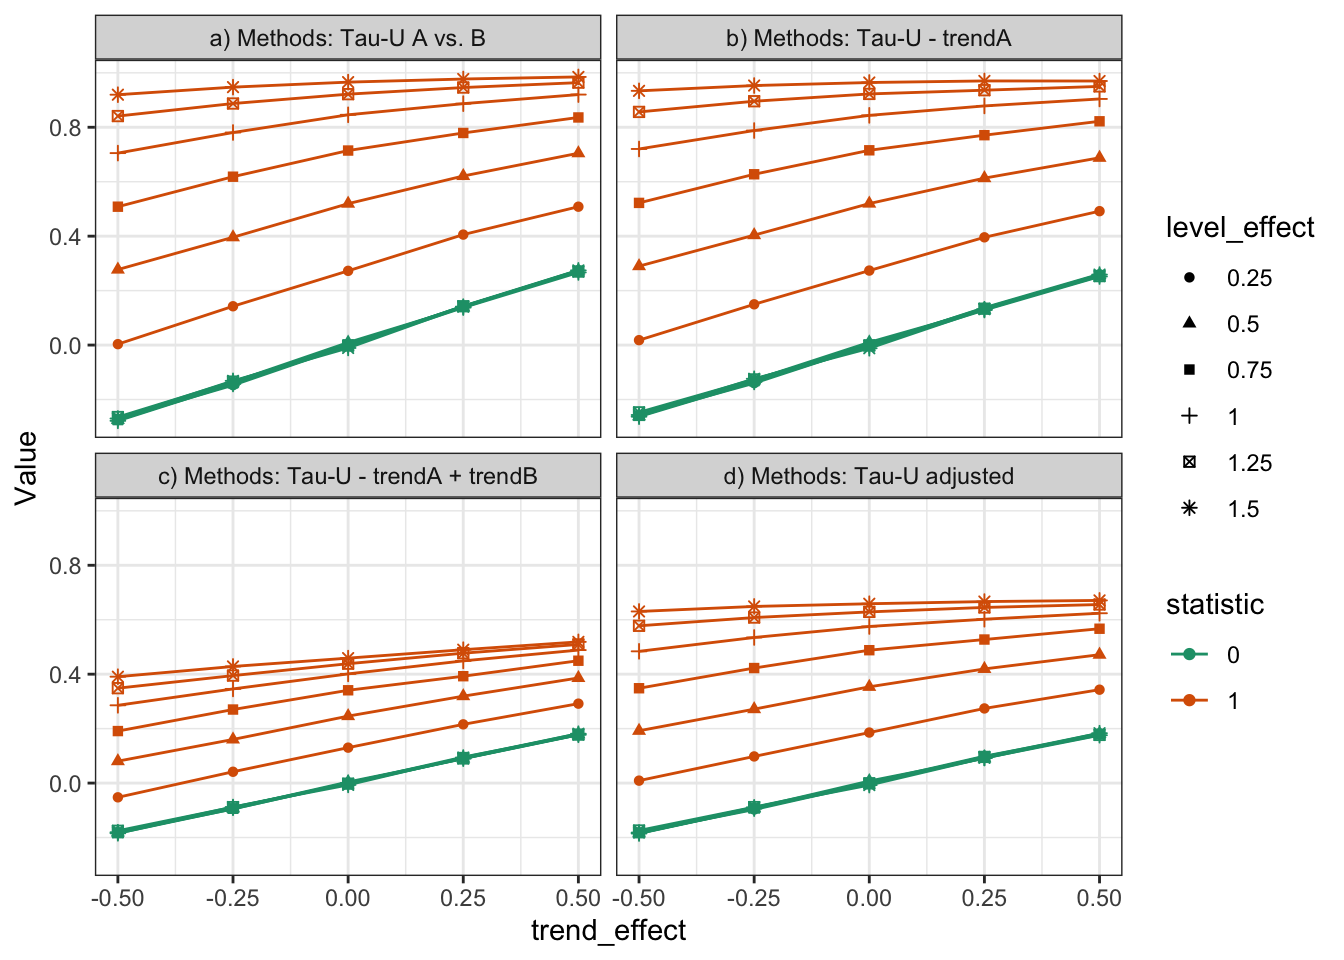 a) Methods: Tau-U A vs. B
b) Methods: Tau-U - trendA
0.8
0.4
0.0
c) Methods: Tau-U - trendA + trendB
d) Methods: Tau-U adjusted
0.8
0.4
0.0
-0.50 -0.25 0.00 0.25 0.50
-0.50 -0.25 0.00 0.25 0.50
trend_effect
Value
level_effect
0.25
0.5
0.75
1
1.25
1.5
statistic
0
1